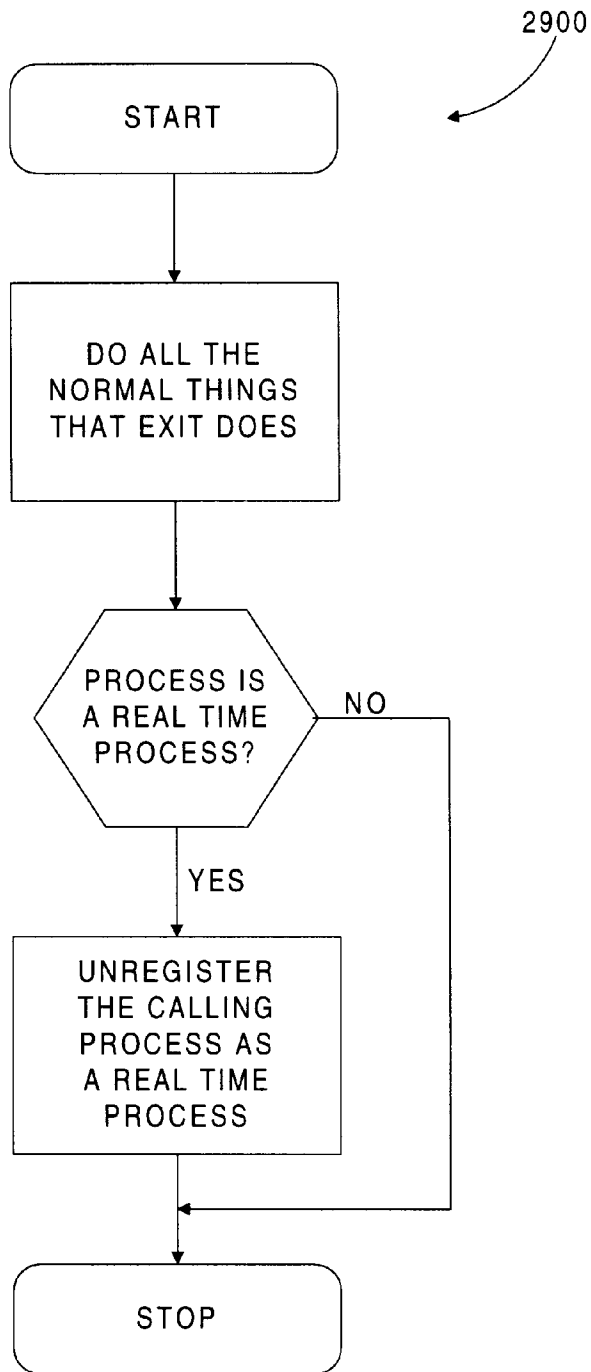 2900
START
DO ALL THE
NORMAL THINGS
THAT EXIT DOES
PROCESS IS
A REAL TIME
PROCESS?
NO
YES
UNREGISTER
THE CALLING
PROCESS AS
A REAL TIME
PROCESS
STOP